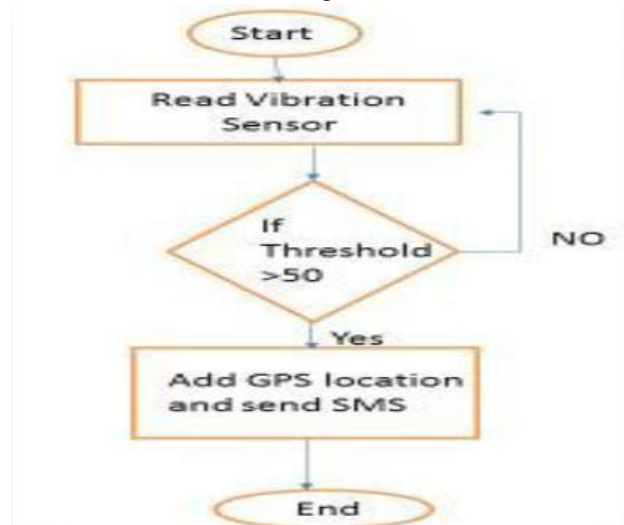 Start
Read Vibration
Sensor
If
Threshold
>50
NO
Yes
Add GPS location
and send SMS
End